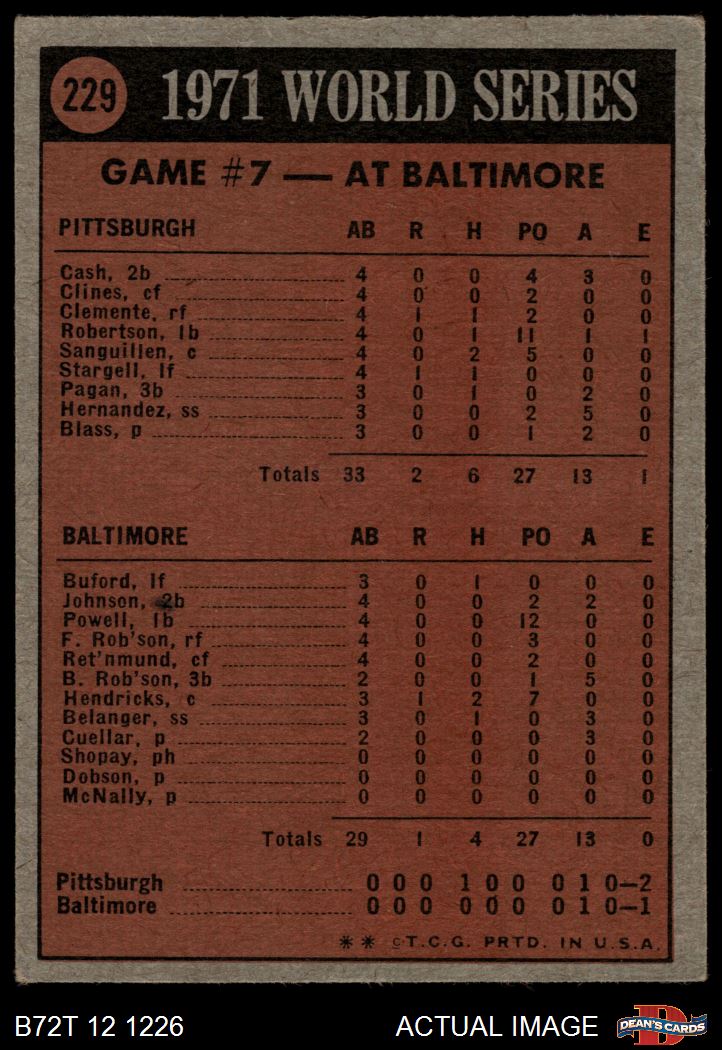 229 1971 WORLD SERIES
GAME #7 — AT BALTIMORE
PITTSBURGH AB R H PO A E
Cash, 2b 4 0 0 4 3 0
Clines, cf 4 0 0 2 0 0
Clemente, rf 4 1 1 2 0 0
Robertson, 1b 4 0 1 11 1 1
Sanguillen, c 4 0 2 5 0 0
Stargell, lf 4 1 1 0 0 0
Pagan, 3b 3 0 1 0 2 0
Hernandez, ss 3 0 0 2 5 0
Blass, p 3 0 0 1 2 0
Totals 33 2 6 27 13 1
BALTIMORE AB R H PO A E
Buford, lf 3 0 1 0 0 0
Johnson, 2b 4 0 0 2 2 0
Powell, 1b 4 0 0 12 0 0
F. Rob'son, rf 4 0 0 3 0 0
Ret'nmund, cf 4 0 0 2 0 0
B. Rob'son, 3b 2 0 0 1 5 0
Hendricks, c 3 1 2 7 0 0
Belanger, ss 3 0 1 0 3 0
Cuellar, p 2 0 0 0 3 0
Shopay, ph 0 0 0 0 0 0
Dobson, p 0 0 0 0 0 0
McNally, p 0 0 0 0 0 0
Totals 29 1 4 27 13 0
Pittsburgh 0 0 0 1 0 0 0 1 0—2
Baltimore 0 0 0 0 0 0 0 1 0—1
** ©T.C.G. PRTD. IN U.S.A.
B72T 12 1226 ACTUAL IMAGE DEAN'S CARDS